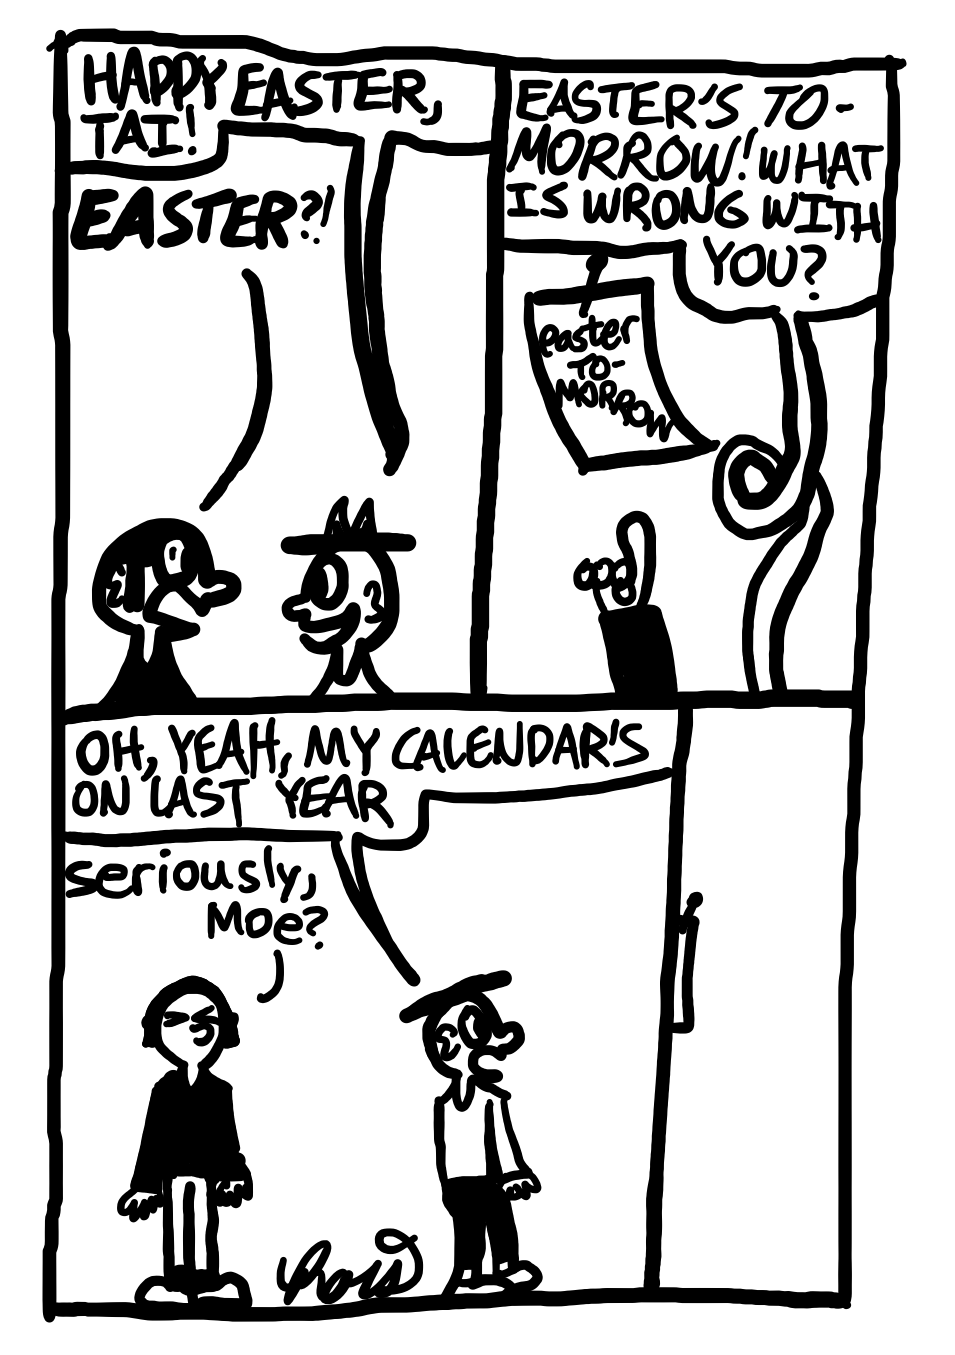 HAPPY EASTER,
TAI!
EASTER?!
EASTER'S TO-
MORROW! WHAT
IS WRONG WITH
YOU?
easter
TO-
MORROW
OH, YEAH, MY CALENDAR'S
ON LAST YEAR
seriously,
Moe?